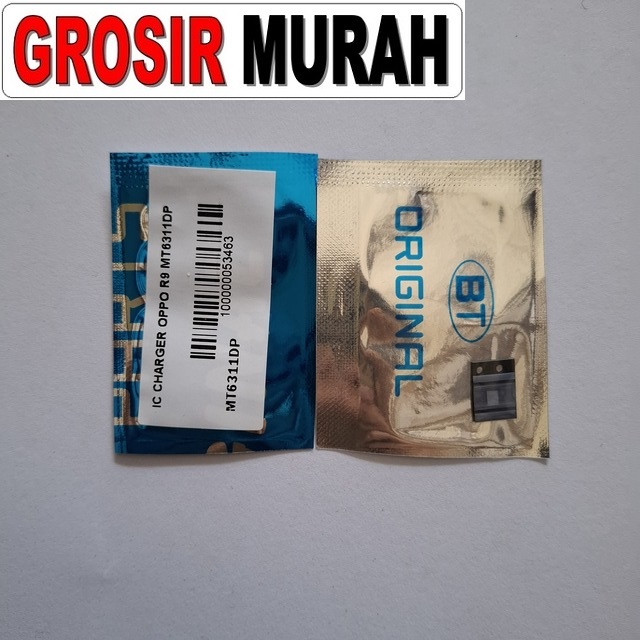 GROSIR MURAH
IC CHARGER OPPO R9 MT6311DP
100000053463
MT6311DP
BT
ORIGINAL